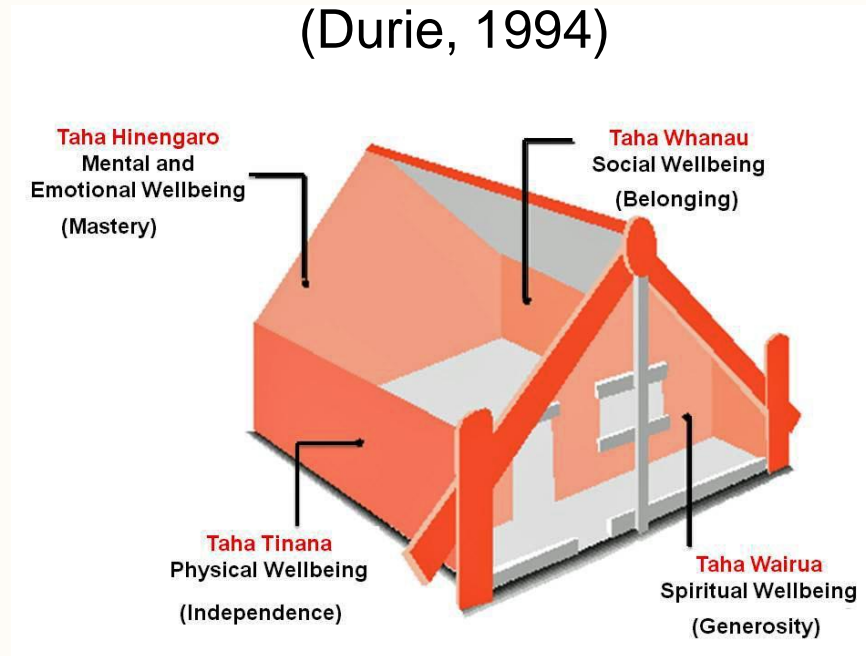 (Durie, 1994)
Taha Hinengaro
Mental and
Emotional Wellbeing
(Mastery)
Taha Whanau
Social Wellbeing
(Belonging)
Taha Tinana
Physical Wellbeing
(Independence)
Taha Wairua
Spiritual Wellbeing
(Generosity)